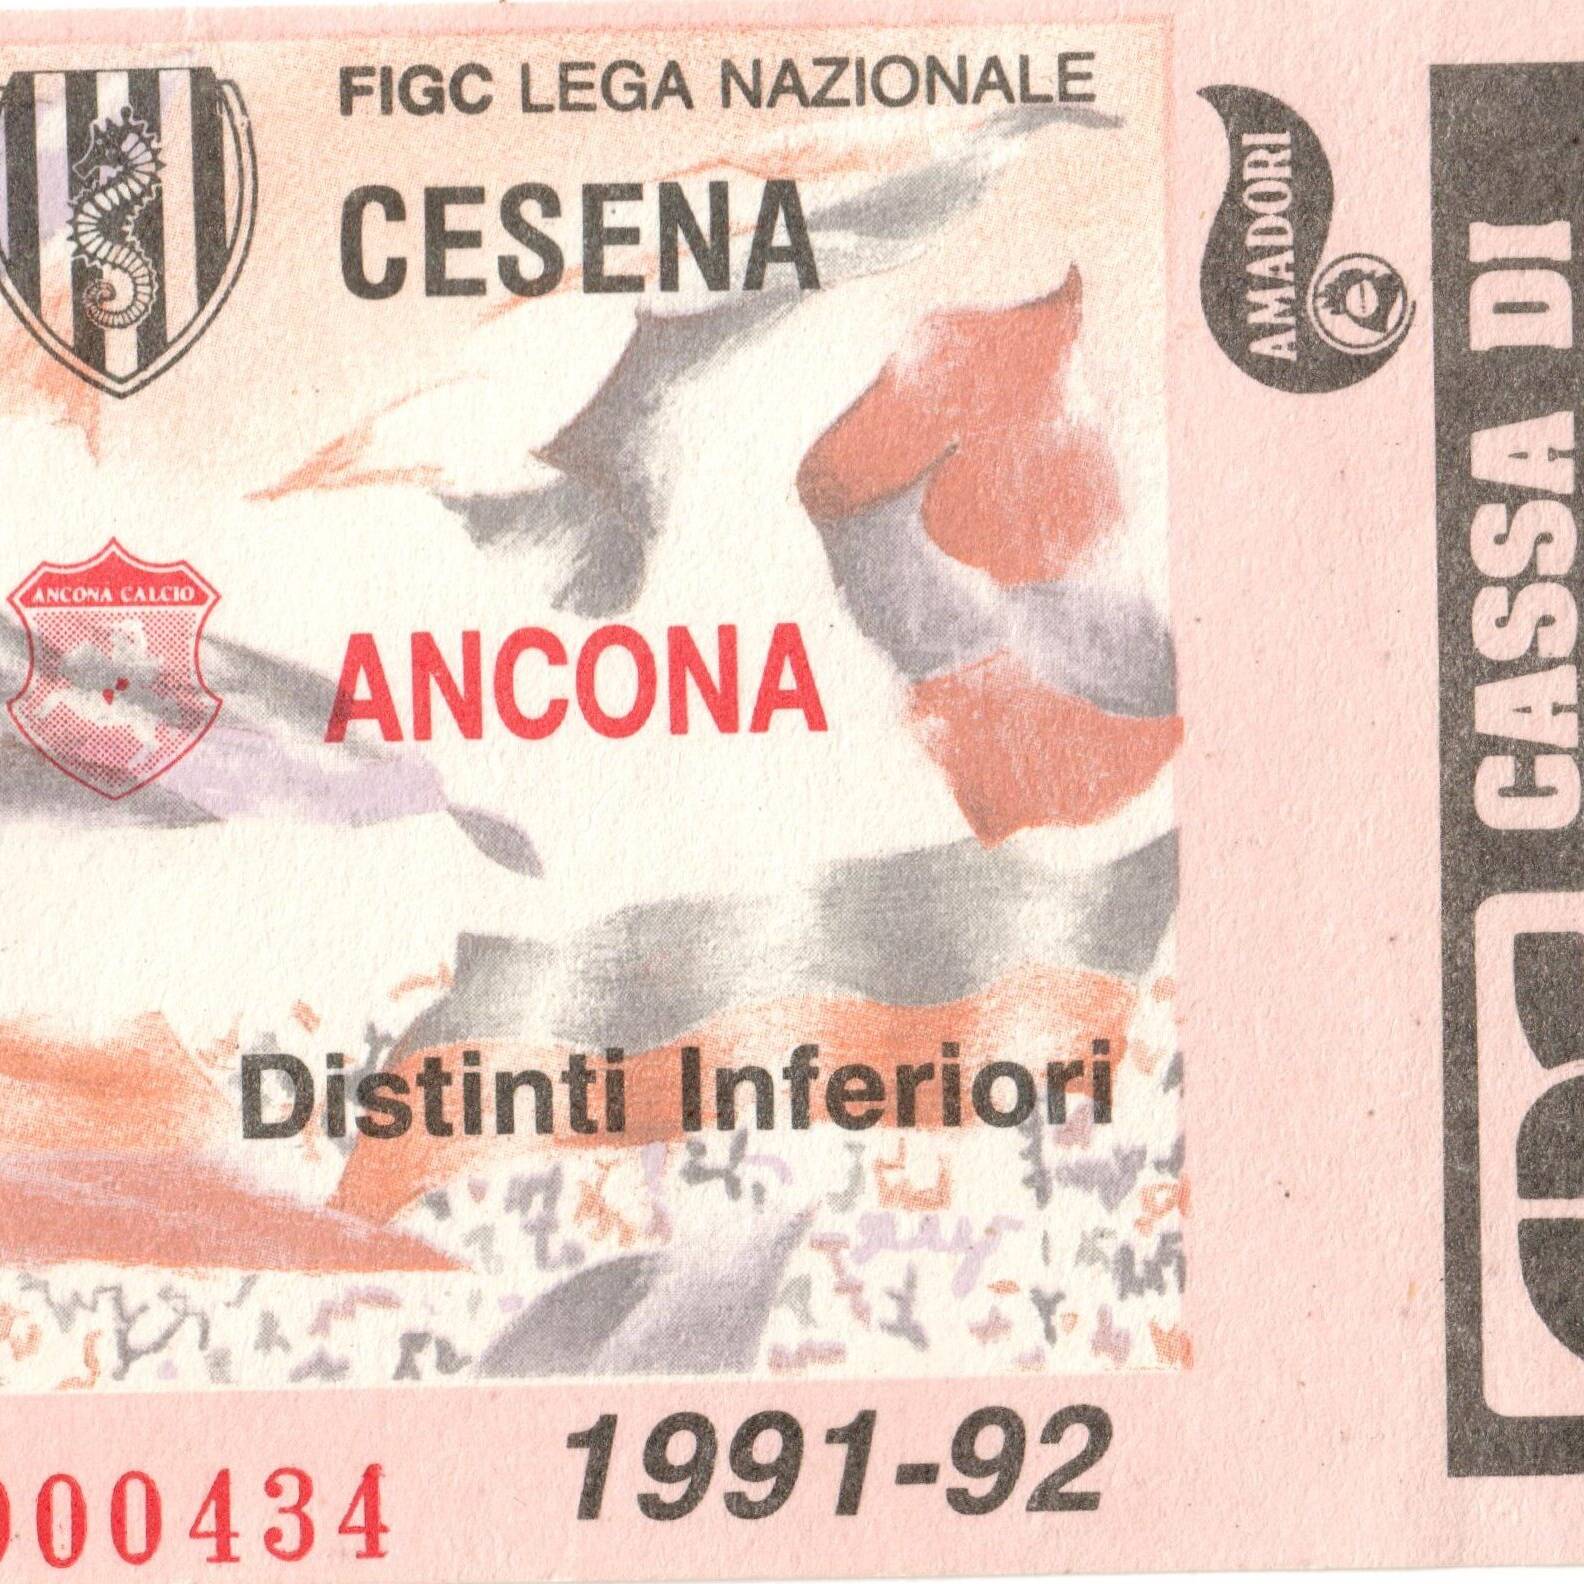 FIGC LEGA NAZIONALE
CESENA
ANCONA CALCIO
ANCONA
Distinti Inferiori
1991-92
000434
AMADORI
CASSA DI